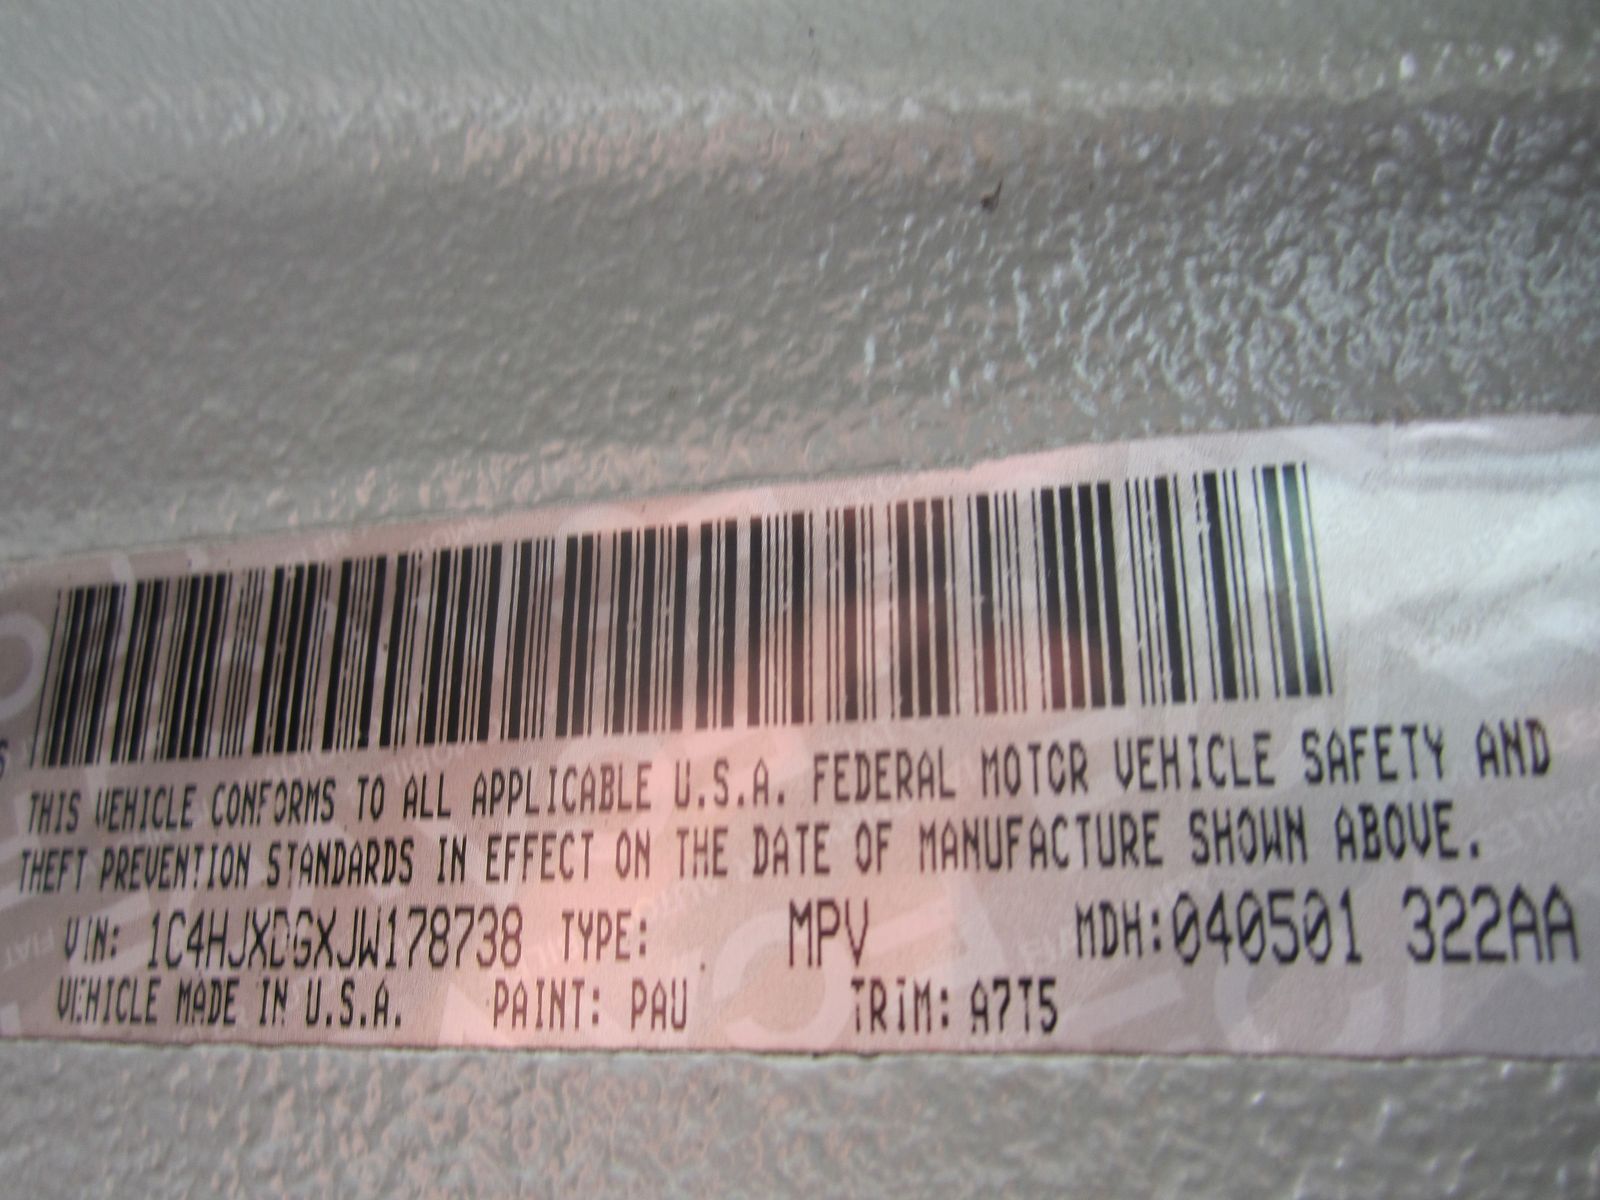 THIS VEHICLE CONFORMS TO ALL APPLICABLE U.S.A. FEDERAL MOTOR VEHICLE SAFETY AND
THEFT PREVENTION STANDARDS IN EFFECT ON THE DATE OF MANUFACTURE SHOWN ABOVE.
VIN: 1C4HJXDGXJW178738 TYPE: MPV MDH:040501 322AA
VEHICLE MADE IN U.S.A. PAINT: PAU TRIM: A7T5